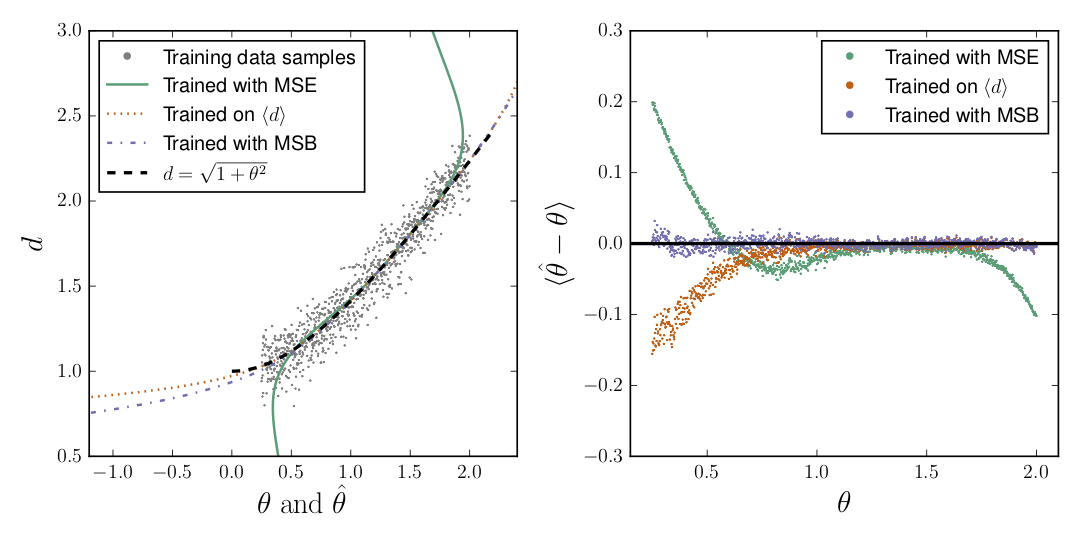 3.0
2.5
2.0
1.5
1.0
0.5
d
Training data samples
Trained with MSE
Trained on ⟨d⟩
Trained with MSB
d = √1 + θ²
−1.0 −0.5 0.0 0.5 1.0 1.5 2.0
θ and θ̂
0.3
0.2
0.1
0.0
−0.1
−0.2
−0.3
⟨θ̂ − θ⟩
Trained with MSE
Trained on ⟨d⟩
Trained with MSB
0.5 1.0 1.5 2.0
θ